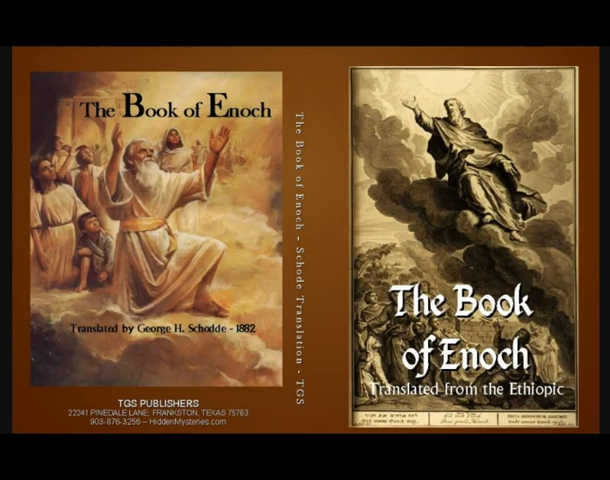 The Book of Enoch
Translated by George H. Schodde - 1882
TGS PUBLISHERS
22241 PINEDALE LANE, FRANKSTON, TEXAS 75763
903-876-3256 – HiddenMysteries.com
The Book of Enoch - Schode Translation - TGS
The Book
of Enoch
Translated from the Ethiopic